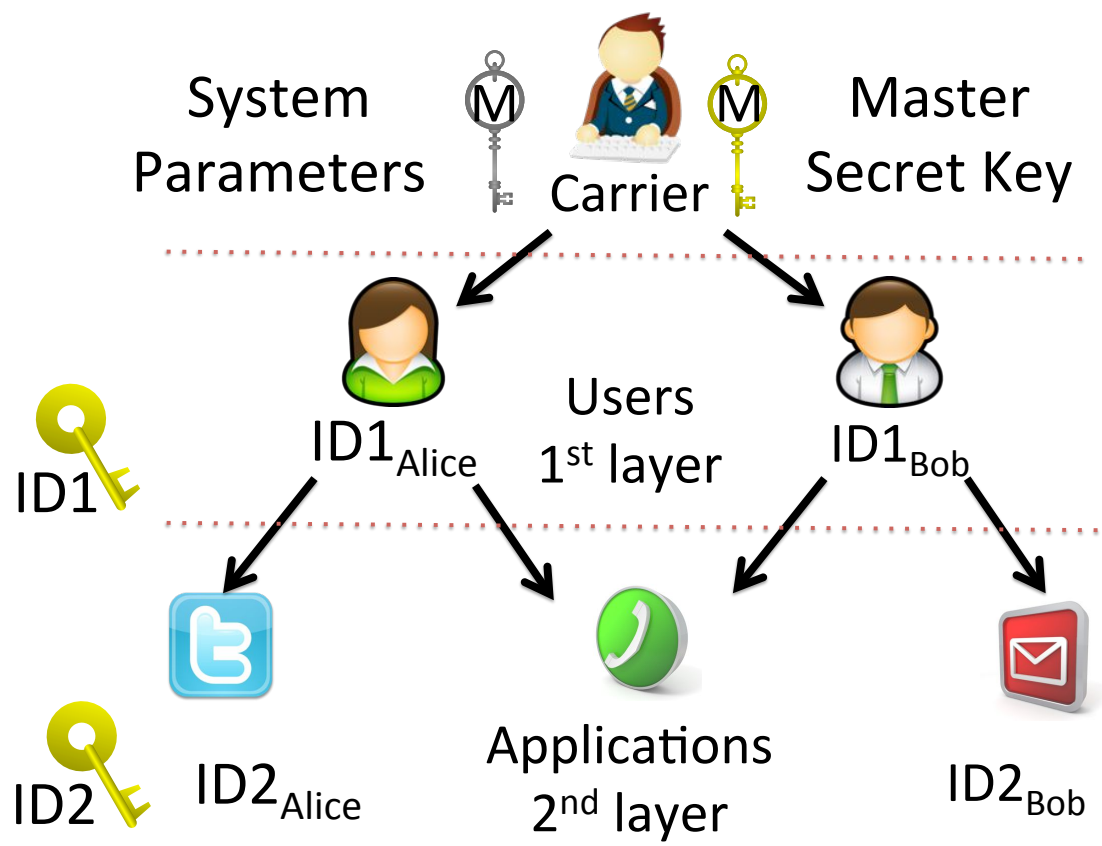 System
Parameters
M
Carrier
M
Master
Secret Key
ID1
ID1Alice
Users
1st layer
ID1Bob
ID2
ID2Alice
Applications
2nd layer
ID2Bob